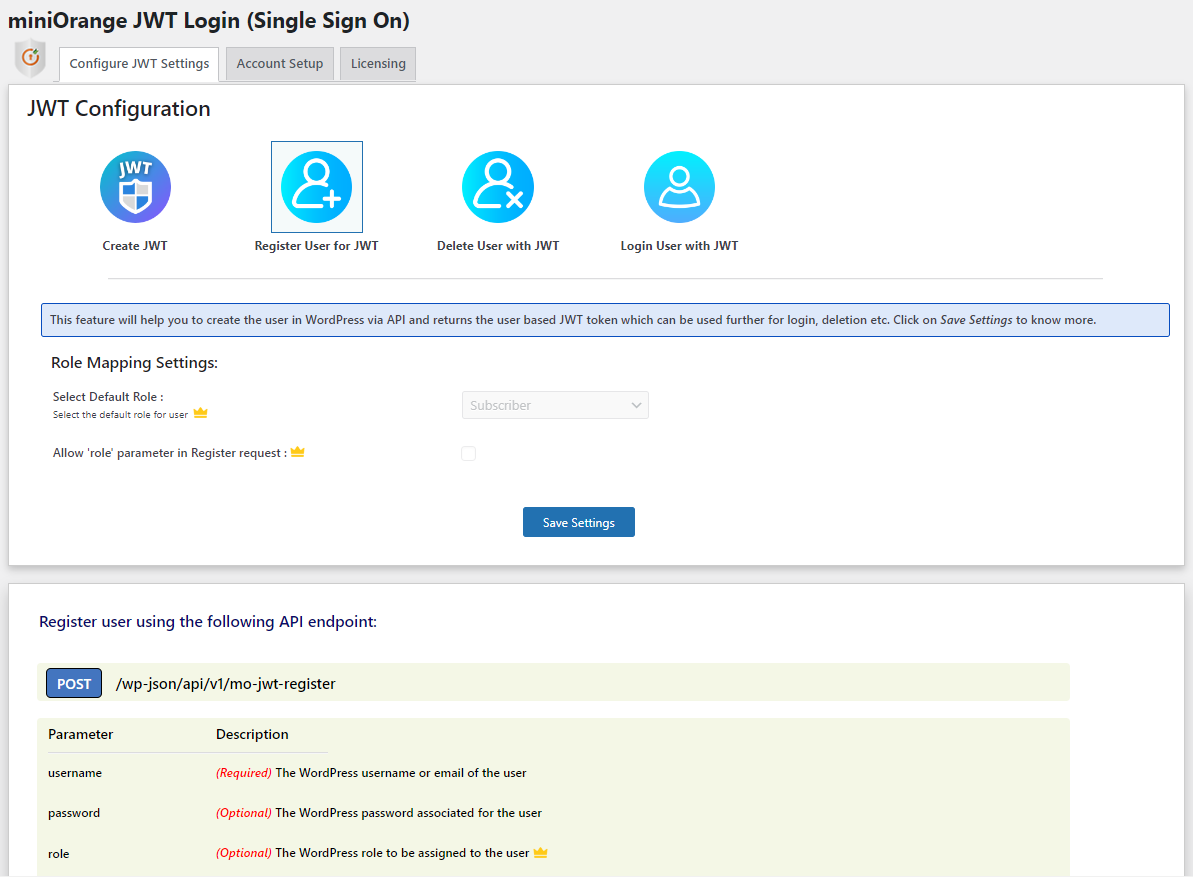 miniOrange JWT Login (Single Sign On)
Configure JWT Settings
Account Setup
Licensing
JWT Configuration
JWT
Create JWT
Register User for JWT
Delete User with JWT
Login User with JWT
This feature will help you to create the user in WordPress via API and returns the user based JWT token which can be used further for login, deletion etc. Click on Save Settings to know more.
Role Mapping Settings:
Select Default Role :
Select the default role for user
Subscriber
Allow 'role' parameter in Register request :
Save Settings
Register user using the following API endpoint:
POST /wp-json/api/v1/mo-jwt-register
Parameter Description
username (Required) The WordPress username or email of the user
password (Optional) The WordPress password associated for the user
role (Optional) The WordPress role to be assigned to the user